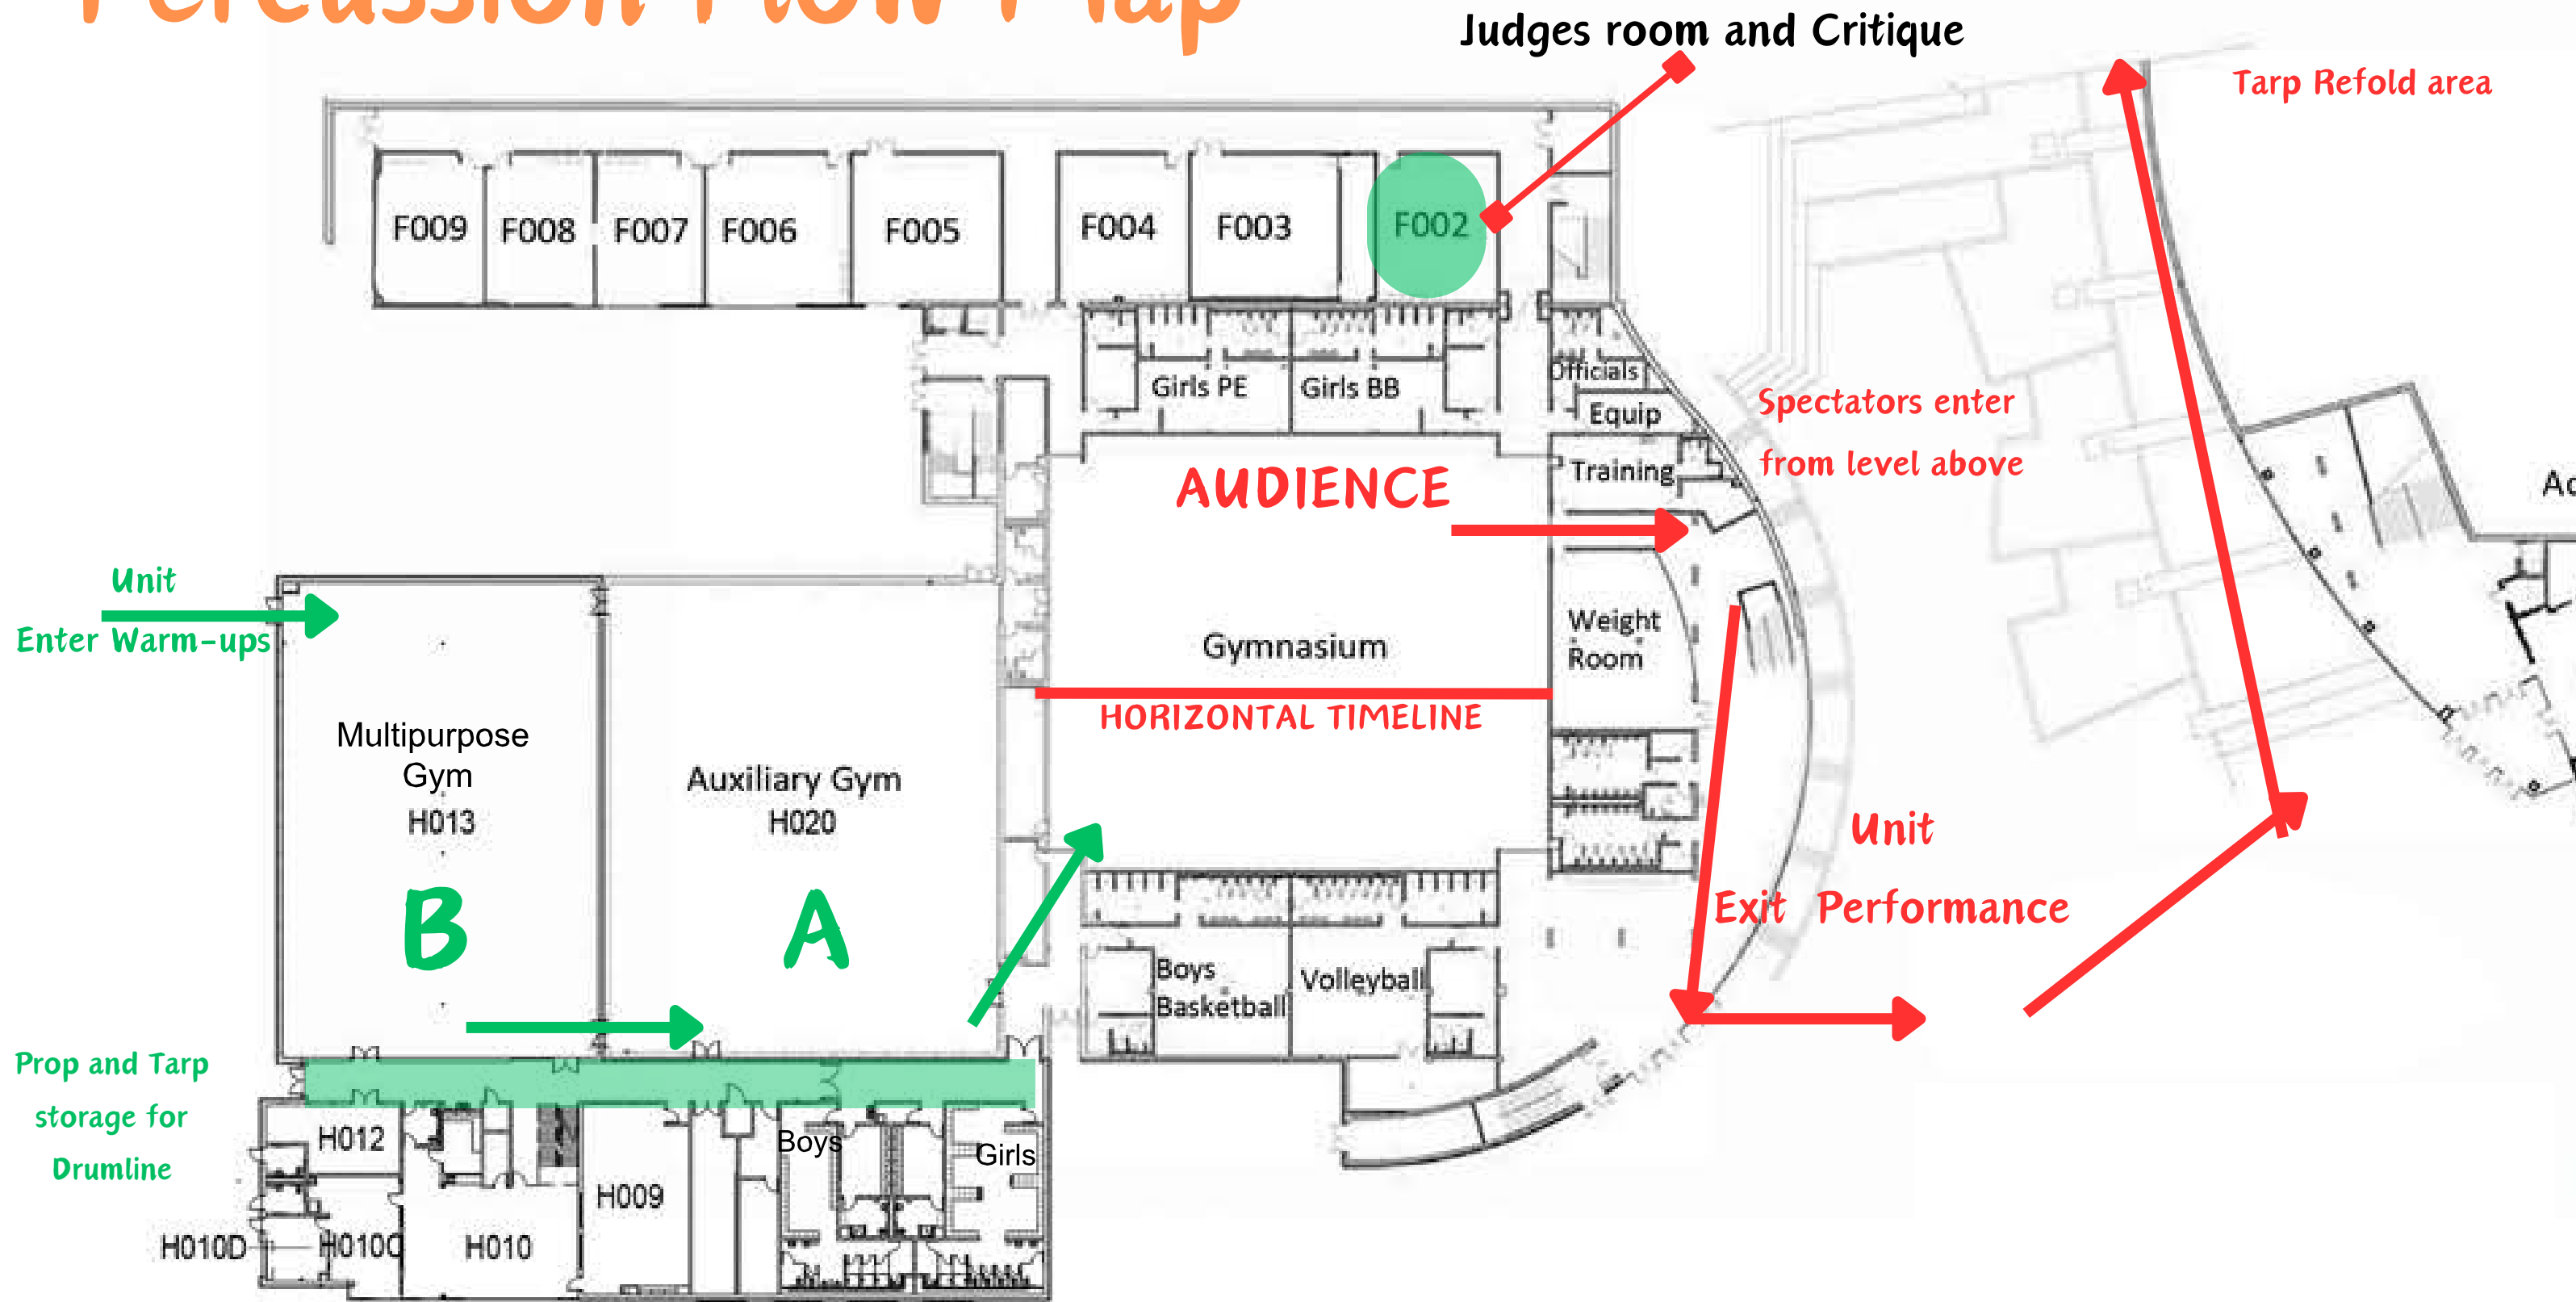 Percussion Flow Map
Judges room and Critique
Tarp Refold area
F009
F008
F007
F006
F005
F004
F003
F002
Girls PE
Girls BB
Officials
Equip
Training
Spectators enter
from level above
AUDIENCE
Unit
Enter Warm-ups
Gymnasium
Weight
Room
HORIZONTAL TIMELINE
Multipurpose
Gym
H013
Auxiliary Gym
H020
B
A
Unit
Exit Performance
Boys
Basketball
Volleyball
Prop and Tarp
storage for
Drumline
H012
Boys
Girls
H009
H010D
H010C
H010